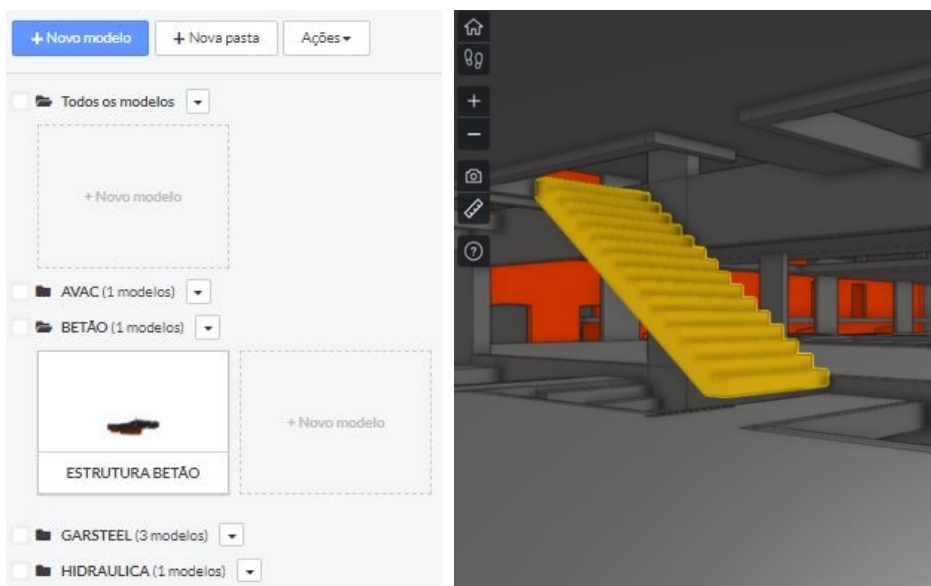 + Novo modelo
+ Nova pasta
Ações
Todos os modelos
+ Novo modelo
AVAC (1 modelos)
BETÃO (1 modelos)
+ Novo modelo
ESTRUTURA BETÃO
GARSTEEL (3 modelos)
HIDRAULICA (1 modelos)